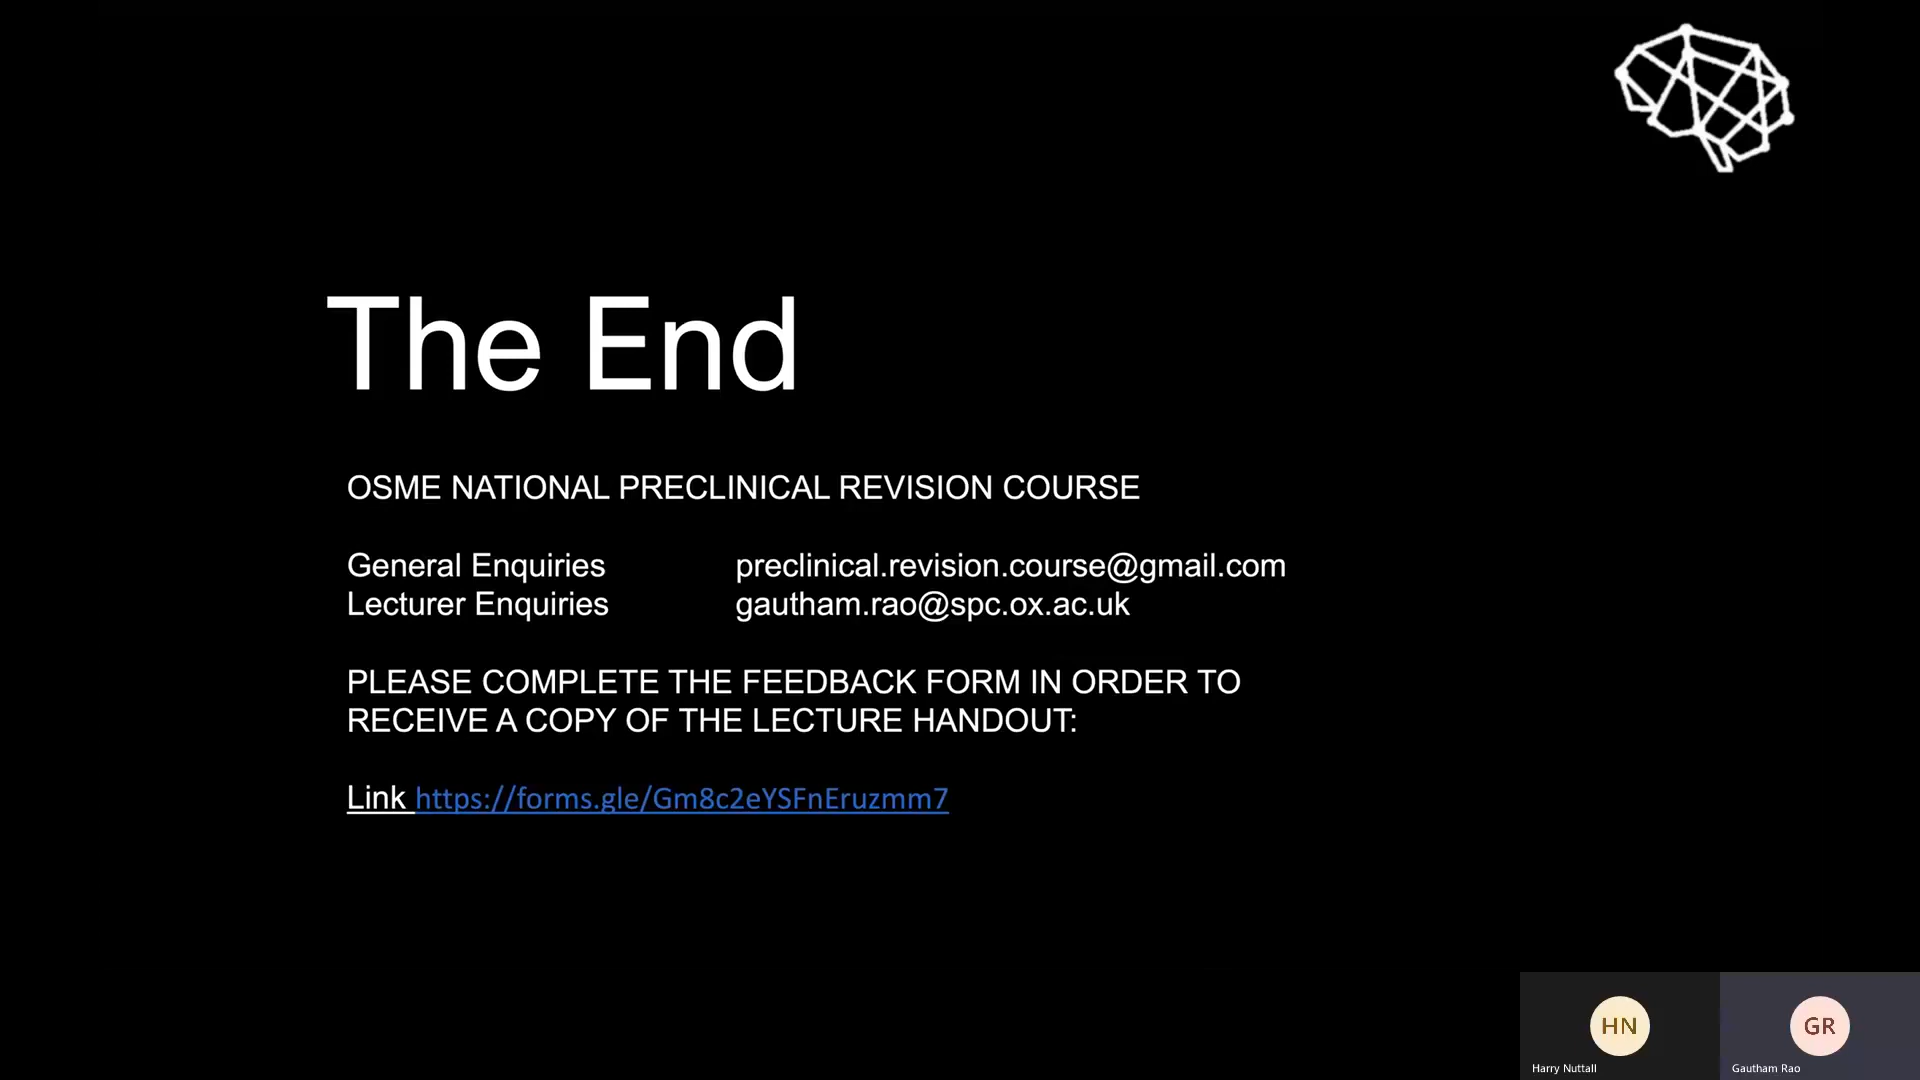 The End
OSME NATIONAL PRECLINICAL REVISION COURSE
General Enquiries preclinical.revision.course@gmail.com
Lecturer Enquiries gautham.rao@spc.ox.ac.uk
PLEASE COMPLETE THE FEEDBACK FORM IN ORDER TO
RECEIVE A COPY OF THE LECTURE HANDOUT:
Link https://forms.gle/Gm8c2eYSFnEruzmm7
HN
GR
Harry Nuttall
Gautham Rao